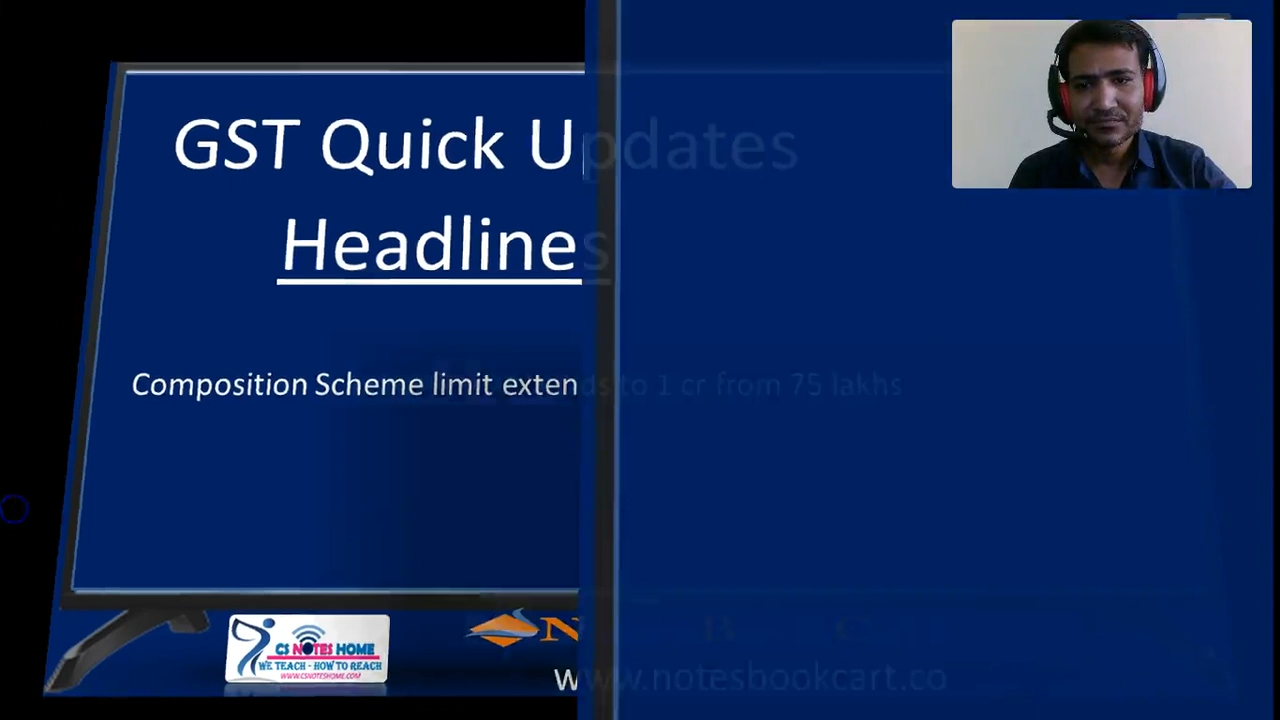 GST Quick Updates
Headlines
Composition Scheme limit extends to 1 cr from 75 lakhs
CS NOTES HOME
WE TEACH - HOW TO REACH
WWW.CSNOTESHOME.COM
www.notesbookcart.co